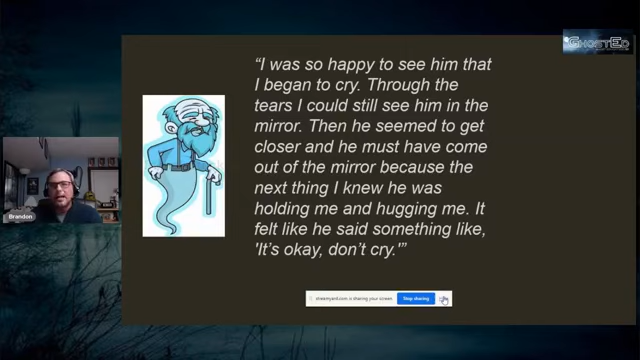 GHOSTED
“I was so happy to see him that
I began to cry. Through the
tears I could still see him in the
mirror. Then he seemed to get
closer and he must have come
out of the mirror because the
next thing I knew he was
holding me and hugging me. It
felt like he said something like,
'It’s okay, don’t cry.'”
Brandon
streamyard.com is sharing your screen.
Stop sharing